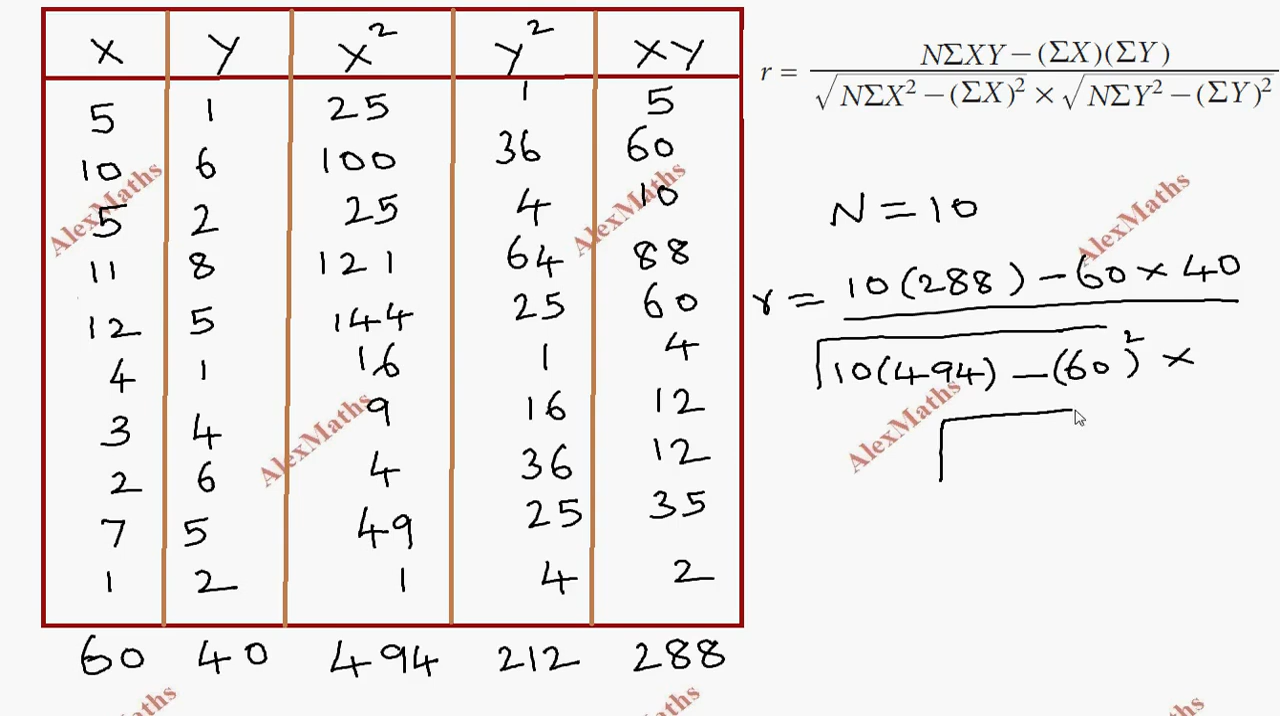 X Y X² Y² XY
5 1 25 1 5
10 6 100 36 60
5 2 25 4 10
11 8 121 64 88
12 5 144 25 60
4 1 16 1 4
3 4 9 16 12
2 6 4 36 12
7 5 49 25 35
1 2 1 4 2
60 40 494 212 288
r = NΣXY − (ΣX)(ΣY)
√NΣX² − (ΣX)² × √NΣY² − (ΣY)²
N = 10
r = 10(288) − 60 × 40
√10(494) − (60)² ×
√
AlexMaths
AlexMaths
AlexMaths
AlexMaths
AlexMaths